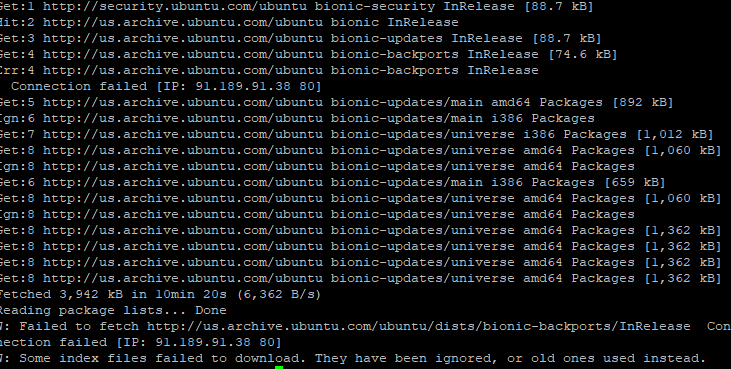 Get:1 http://security.ubuntu.com/ubuntu bionic-security InRelease [88.7 kB]
Hit:2 http://us.archive.ubuntu.com/ubuntu bionic InRelease
Get:3 http://us.archive.ubuntu.com/ubuntu bionic-updates InRelease [88.7 kB]
Get:4 http://us.archive.ubuntu.com/ubuntu bionic-backports InRelease [74.6 kB]
Err:4 http://us.archive.ubuntu.com/ubuntu bionic-backports InRelease
  Connection failed [IP: 91.189.91.38 80]
Get:5 http://us.archive.ubuntu.com/ubuntu bionic-updates/main amd64 Packages [892 kB]
Ign:6 http://us.archive.ubuntu.com/ubuntu bionic-updates/main i386 Packages
Get:7 http://us.archive.ubuntu.com/ubuntu bionic-updates/universe i386 Packages [1,012 kB]
Get:8 http://us.archive.ubuntu.com/ubuntu bionic-updates/universe amd64 Packages [1,060 kB]
Ign:8 http://us.archive.ubuntu.com/ubuntu bionic-updates/universe amd64 Packages
Get:6 http://us.archive.ubuntu.com/ubuntu bionic-updates/main i386 Packages [659 kB]
Get:8 http://us.archive.ubuntu.com/ubuntu bionic-updates/universe amd64 Packages [1,060 kB]
Ign:8 http://us.archive.ubuntu.com/ubuntu bionic-updates/universe amd64 Packages
Get:8 http://us.archive.ubuntu.com/ubuntu bionic-updates/universe amd64 Packages [1,362 kB]
Get:8 http://us.archive.ubuntu.com/ubuntu bionic-updates/universe amd64 Packages [1,362 kB]
Get:8 http://us.archive.ubuntu.com/ubuntu bionic-updates/universe amd64 Packages [1,362 kB]
Get:8 http://us.archive.ubuntu.com/ubuntu bionic-updates/universe amd64 Packages [1,362 kB]
Fetched 3,942 kB in 10min 20s (6,362 B/s)
Reading package lists... Done
W: Failed to fetch http://us.archive.ubuntu.com/ubuntu/dists/bionic-backports/InRelease  Con
nection failed [IP: 91.189.91.38 80]
W: Some index files failed to download. They have been ignored, or old ones used instead.